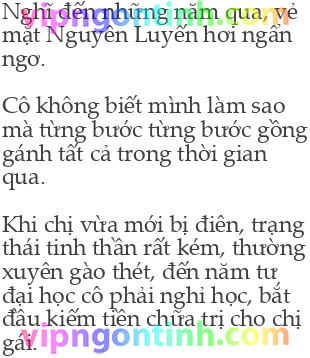 Nghĩ đến những năm qua, vẻ
mặt Nguyễn Luyến hơi ngẩn
ngơ.
Cô không biết mình làm sao
mà từng bước từng bước gồng
gánh tất cả trong thời gian
qua.
Khi chị vừa mới bị điên, trạng
thái tinh thần rất kém, thường
xuyên gào thét, đến năm tư
đại học cô phải nghỉ học, bắt
đầu kiếm tiền chữa trị cho chị
gái.
vipngontinh.com
vipngontinh.com